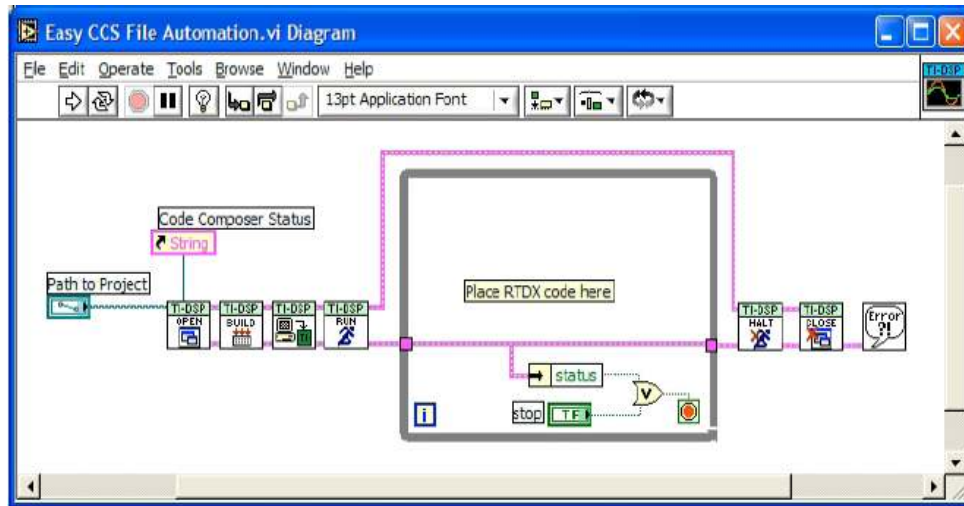 Easy CCS File Automation.vi Diagram
File Edit Operate Tools Browse Window Help
TI-DSP
13pt Application Font
Code Composer Status
String
Path to Project
TI-DSP TI-DSP TI-DSP TI-DSP
OPEN BUILD RUN
TI
Place RTDX code here
TI-DSP TI-DSP
HALT CLOSE
Error
?!
status
V
stop TF
i